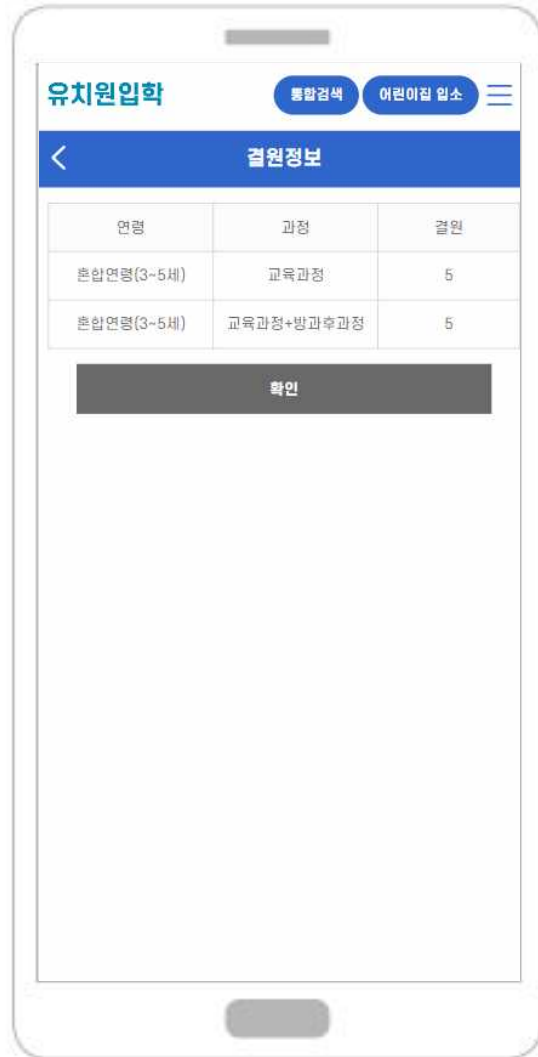 유치원입학 통합검색 어린이집 입소
결원정보
연령 과정 결원
혼합연령(3~5세) 교육과정 5
혼합연령(3~5세) 교육과정+방과후과정 5
확인